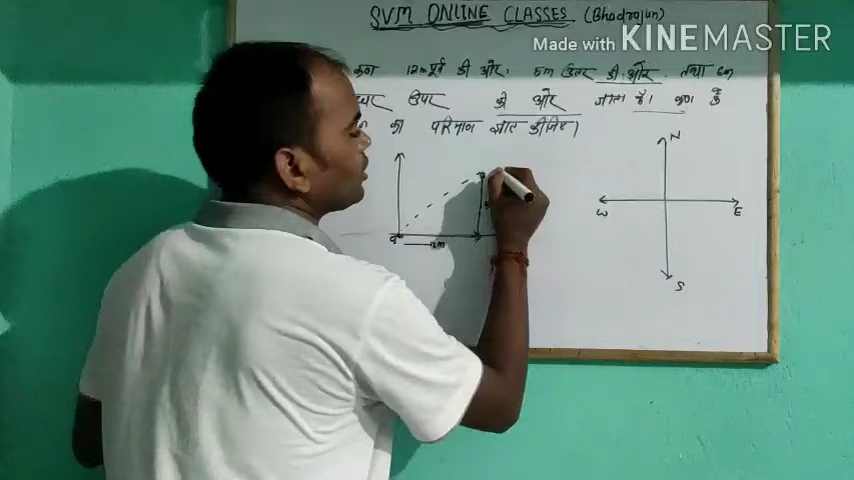 SVM ONLINE CLASSES (Bhadrajun)
Made with KINEMASTER
कण 12m पूर्व की ओर, 5m उत्तर की ओर तथा 6m
उपर की ओर जाता है। कण के
का परिमाण ज्ञात कीजिए।
N
W E
S
12m